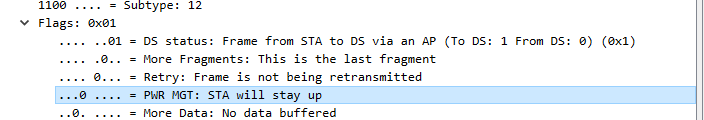 1100 .... = Subtype: 12
Flags: 0x01
.... ..01 = DS status: Frame from STA to DS via an AP (To DS: 1 From DS: 0) (0x1)
.... .0.. = More Fragments: This is the last fragment
.... 0... = Retry: Frame is not being retransmitted
...0 .... = PWR MGT: STA will stay up
..0. .... = More Data: No data buffered